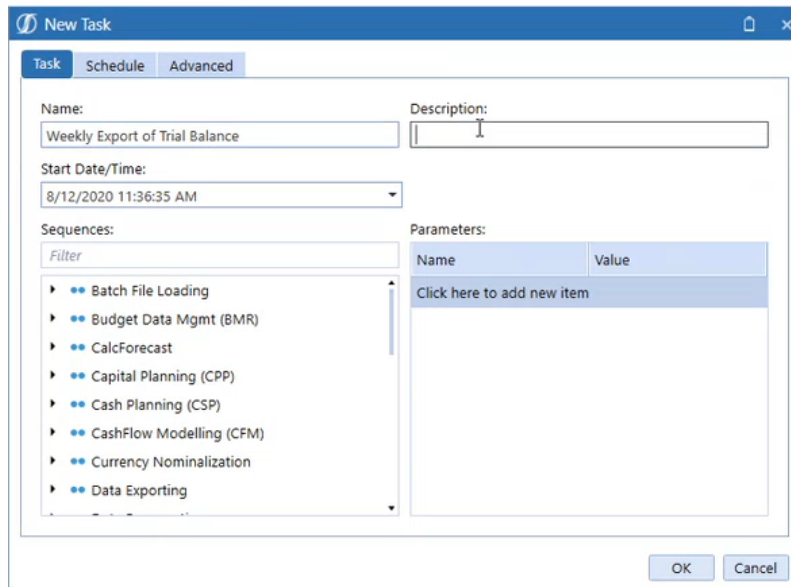 New Task
Task Schedule Advanced
Name: Description:
Weekly Export of Trial Balance
Start Date/Time:
8/12/2020 11:36:35 AM
Sequences: Parameters:
Filter Name Value
Batch File Loading Click here to add new item
Budget Data Mgmt (BMR)
CalcForecast
Capital Planning (CPP)
Cash Planning (CSP)
CashFlow Modelling (CFM)
Currency Nominalization
Data Exporting
OK Cancel